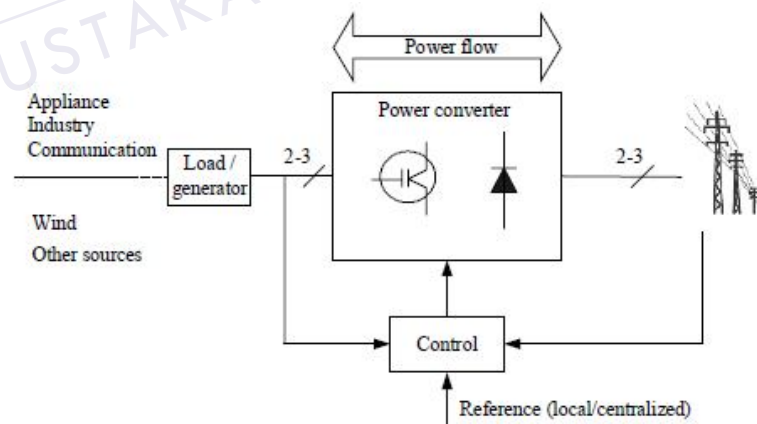 USTAKA
Power flow
Appliance
Industry
Communication
Load /
generator
2-3
Power converter
2-3
Wind
Other sources
Control
Reference (local/centralized)